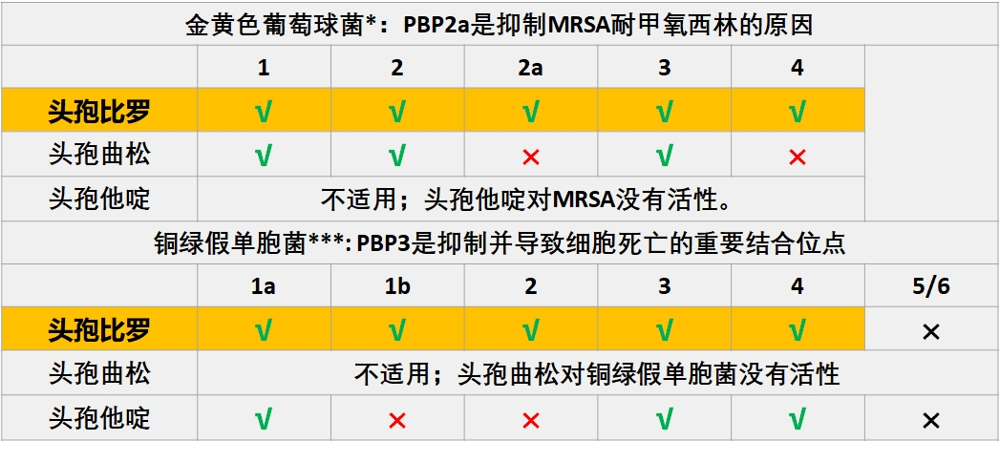 金黄色葡萄球菌*：PBP2a是抑制MRSA耐甲氧西林的原因
1 2 2a 3 4
头孢比罗 √ √ √ √ √
头孢曲松 √ √ × √ ×
头孢他啶 不适用；头孢他啶对MRSA没有活性。
铜绿假单胞菌***: PBP3是抑制并导致细胞死亡的重要结合位点
1a 1b 2 3 4 5/6
头孢比罗 √ √ √ √ √ ×
头孢曲松 不适用；头孢曲松对铜绿假单胞菌没有活性
头孢他啶 √ × × √ √ ×